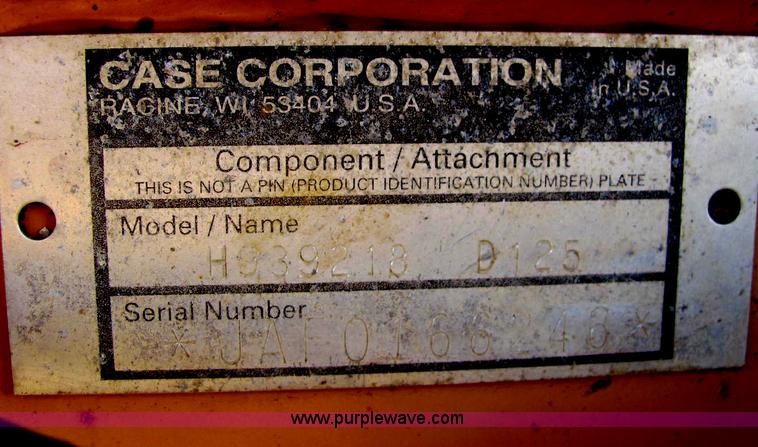 CASE CORPORATION
RACINE, WI 53404 U.S.A.
Made
in U.S.A.
Component / Attachment
THIS IS NOT A PIN (PRODUCT IDENTIFICATION NUMBER) PLATE
Model / Name
H939218 D125
Serial Number
*JAF0166246*
www.purplewave.com